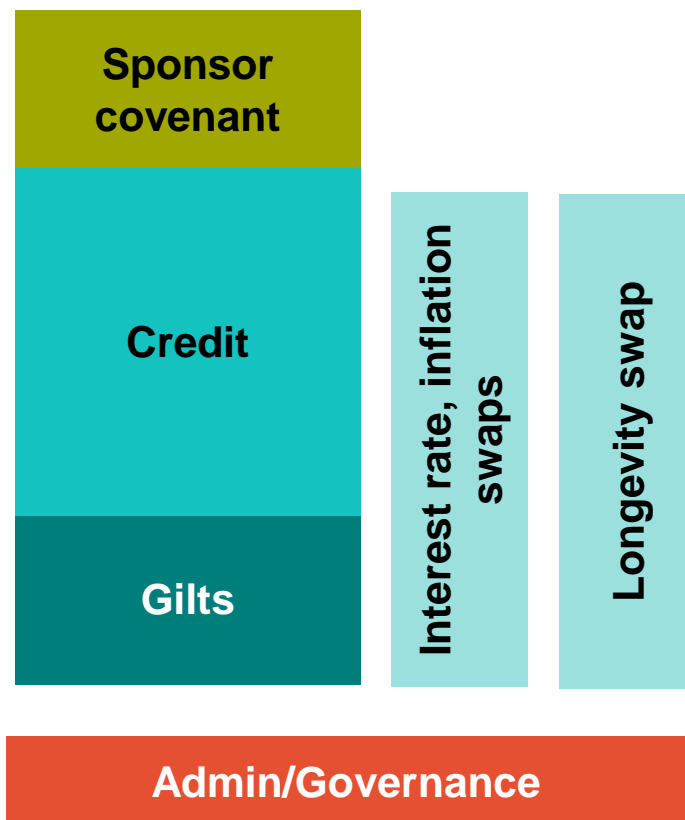 Sponsor
covenant
Credit
Gilts
Interest rate, inflation
swaps
Longevity swap
Admin/Governance